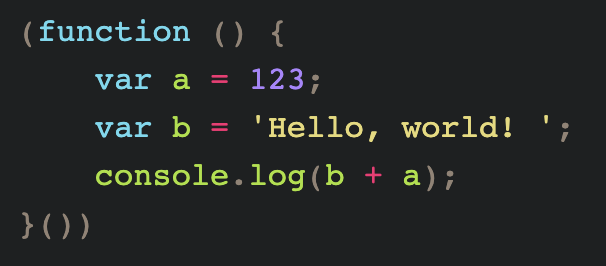 (function () {
    var a = 123;
    var b = 'Hello, world! ';
    console.log(b + a);
}())